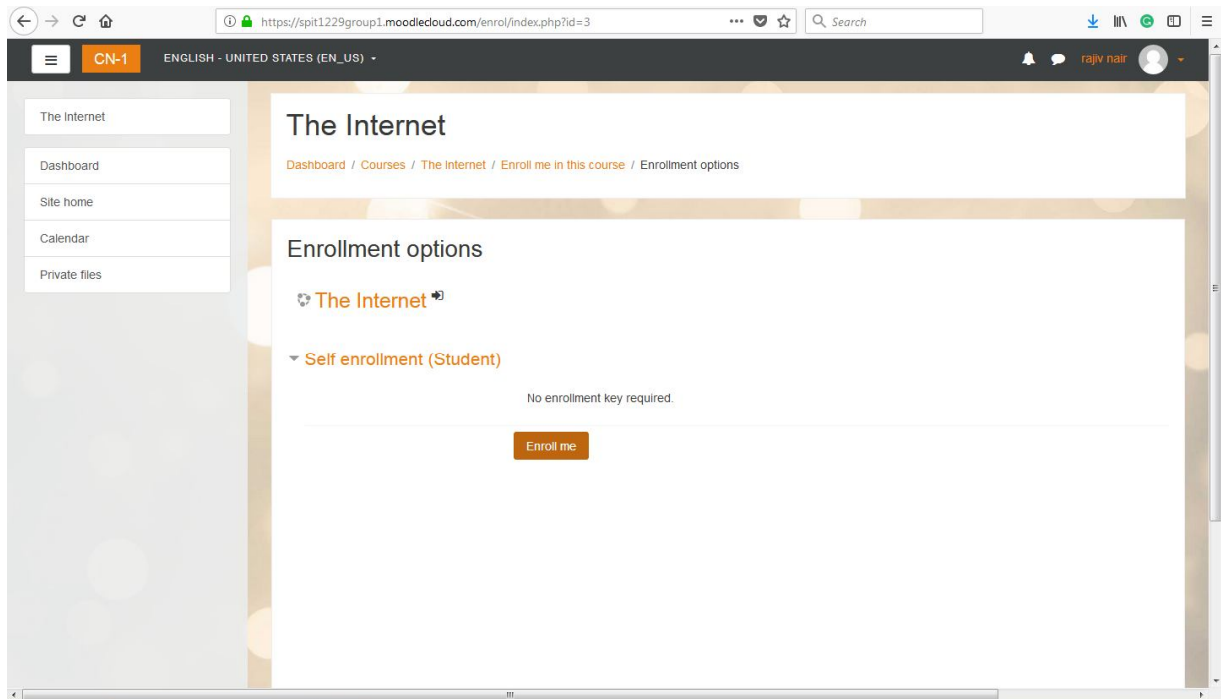 https://spit1229group1.moodlecloud.com/enrol/index.php?id=3
Search
CN-1
ENGLISH - UNITED STATES (EN_US)
rajiv nair
The Internet
Dashboard
Site home
Calendar
Private files
The Internet
Dashboard / Courses / The Internet / Enroll me in this course / Enrollment options
Enrollment options
The Internet
Self enrollment (Student)
No enrollment key required.
Enroll me